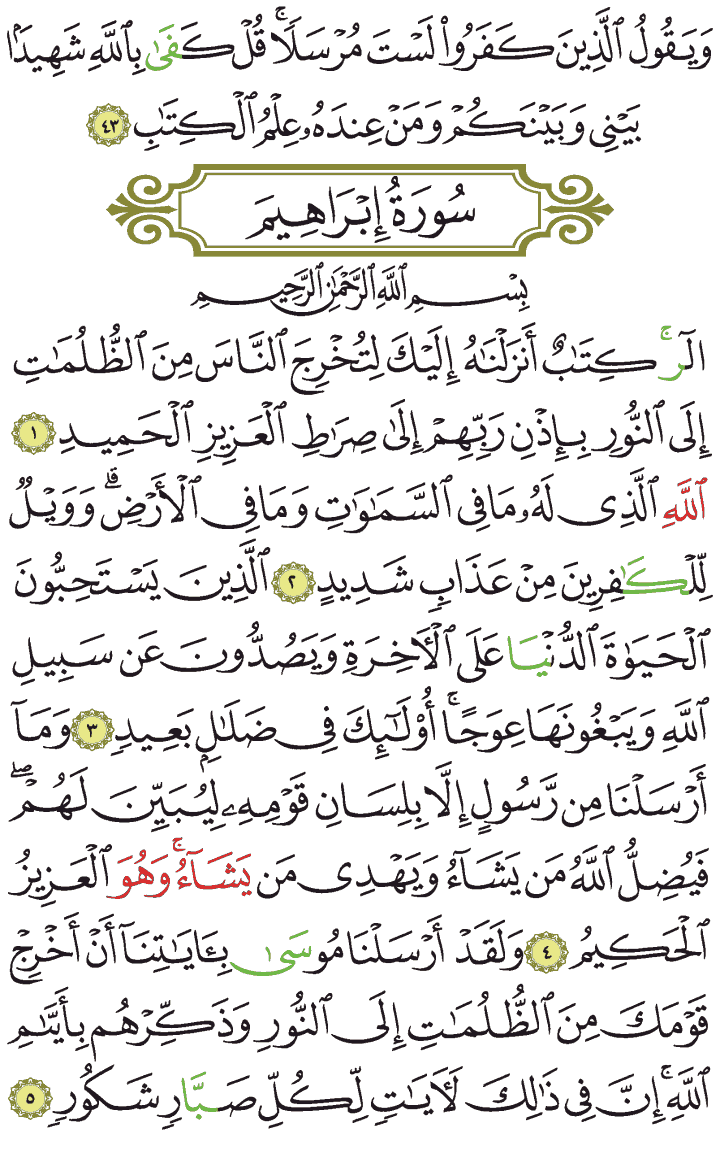 وَيَقُولُ ٱلَّذِينَ كَفَرُوا۟ لَسْتَ مُرْسَلًاۚ قُلْ كَفَىٰ بِٱللَّهِ شَهِيدًۢا
بَيْنِى وَبَيْنَكُمْ وَمَنْ عِندَهُۥ عِلْمُ ٱلْكِتَٰبِ ٤٣
سُورَةُ إِبْرَاهِيمَ
بِسْمِ ٱللَّهِ ٱلرَّحْمَٰنِ ٱلرَّحِيمِ
الٓرۚ كِتَٰبٌ أَنزَلْنَٰهُ إِلَيْكَ لِتُخْرِجَ ٱلنَّاسَ مِنَ ٱلظُّلُمَٰتِ
إِلَى ٱلنُّورِ بِإِذْنِ رَبِّهِمْ إِلَىٰ صِرَٰطِ ٱلْعَزِيزِ ٱلْحَمِيدِ ١
ٱللَّهِ ٱلَّذِى لَهُۥ مَا فِى ٱلسَّمَٰوَٰتِ وَمَا فِى ٱلْأَرْضِۗ وَوَيْلٌ
لِّلْكَٰفِرِينَ مِنْ عَذَابٍ شَدِيدٍ ٢ ٱلَّذِينَ يَسْتَحِبُّونَ
ٱلْحَيَوٰةَ ٱلدُّنْيَا عَلَى ٱلْأَخِرَةِ وَيَصُدُّونَ عَن سَبِيلِ
ٱللَّهِ وَيَبْغُونَهَا عِوَجًاۚ أُو۟لَٰٓئِكَ فِى ضَلَٰلٍۭ بَعِيدٍ ٣ وَمَآ
أَرْسَلْنَا مِن رَّسُولٍ إِلَّا بِلِسَانِ قَوْمِهِۦ لِيُبَيِّنَ لَهُمْۖ
فَيُضِلُّ ٱللَّهُ مَن يَشَآءُ وَيَهْدِى مَن يَشَآءُۚ وَهُوَ ٱلْعَزِيزُ
ٱلْحَكِيمُ ٤ وَلَقَدْ أَرْسَلْنَا مُوسَىٰ بِـَٔايَٰتِنَآ أَنْ أَخْرِجْ
قَوْمَكَ مِنَ ٱلظُّلُمَٰتِ إِلَى ٱلنُّورِ وَذَكِّرْهُم بِأَيَّىٰمِ
ٱللَّهِۚ إِنَّ فِى ذَٰلِكَ لَأَيَٰتٍ لِّكُلِّ صَبَّارٍ شَكُورٍ ٥